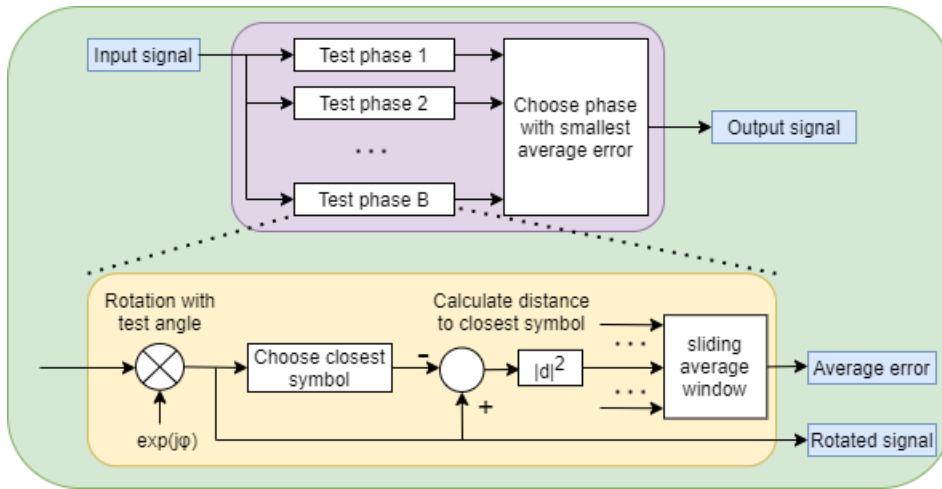 Input signal
Test phase 1
Test phase 2
...
Test phase B
Choose phase
with smallest
average error
Output signal
Rotation with
test angle
Calculate distance
to closest symbol
exp(jφ)
Choose closest
symbol
-
+
|d|²
...
...
sliding
average
window
Average error
Rotated signal